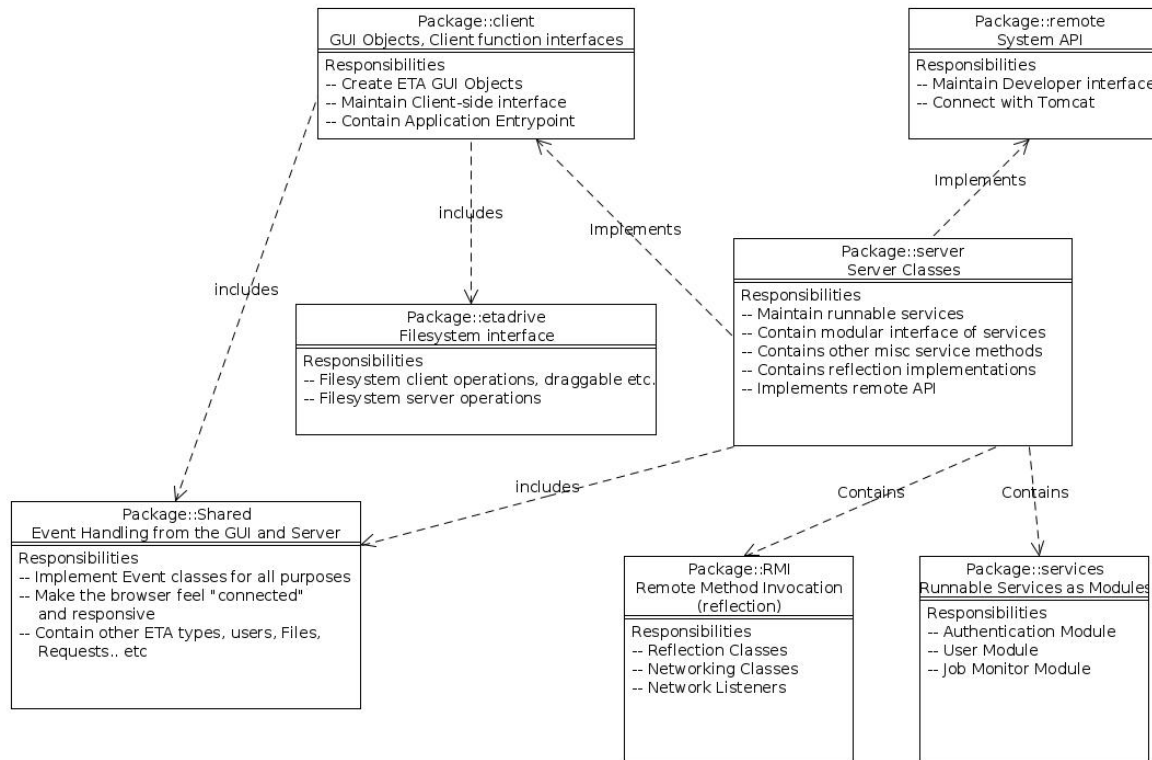 Package::client
GUI Objects, Client function interfaces
Responsibilities
-- Create ETA GUI Objects
-- Maintain Client-side interface
-- Contain Application Entrypoint
Package::remote
System API
Responsibilities
-- Maintain Developer interface
-- Connect with Tomcat
includes
Implements
Implements
includes
Package::server
Server Classes
Responsibilities
-- Maintain runnable services
-- Contain modular interface of services
-- Contains other misc service methods
-- Contains reflection implementations
-- Implements remote API
Package::etadrive
Filesystem interface
Responsibilities
-- Filesystem client operations, draggable etc.
-- Filesystem server operations
includes
Contains
Contains
Package::Shared
Event Handling from the GUI and Server
Responsibilities
-- Implement Event classes for all purposes
-- Make the browser feel "connected"
and responsive
-- Contain other ETA types, users, Files,
Requests.. etc
Package::RMI
Remote Method Invocation
(reflection)
Responsibilities
-- Reflection Classes
-- Networking Classes
-- Network Listeners
Package::services
Runnable Services as Modules
Responsibilities
-- Authentication Module
-- User Module
-- Job Monitor Module